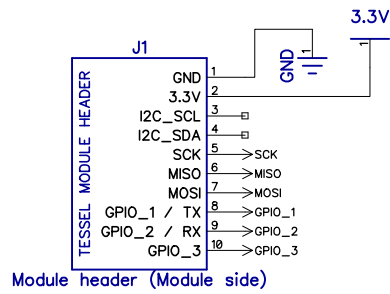 3.3V
J1
1
GND
1
GND 1
3.3V 2
I2C_SCL 3
I2C_SDA 4
SCK 5 SCK
MISO 6 MISO
MOSI 7 MOSI
GPIO_1 / TX 8 GPIO_1
GPIO_2 / RX 9 GPIO_2
GPIO_3 10 GPIO_3
TESSEL MODULE HEADER
Module header (Module side)